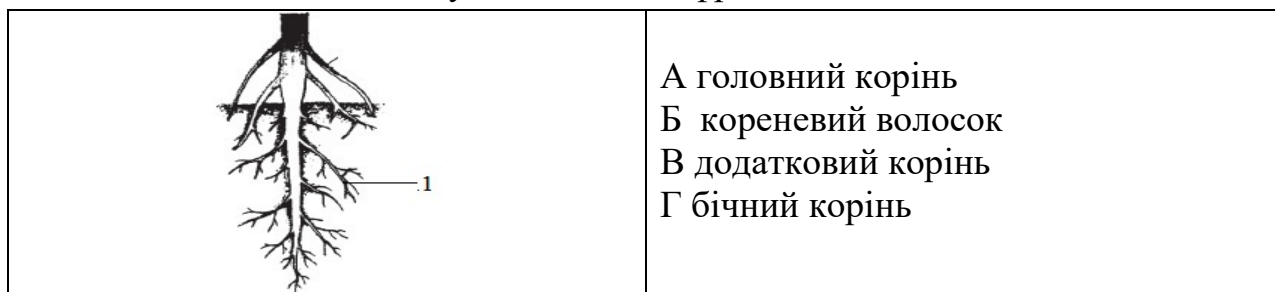 1
А головний корінь
Б кореневий волосок
В додатковий корінь
Г бічний корінь